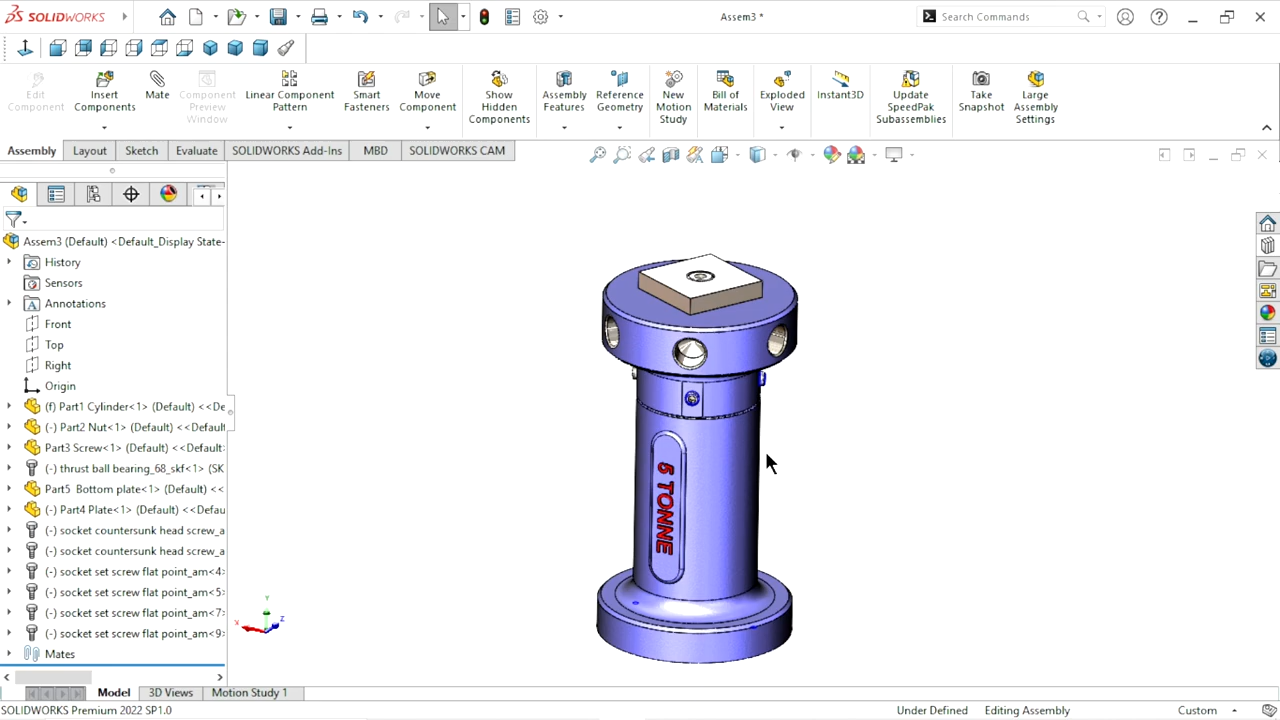 SOLIDWORKS
Assem3 *
Search Commands
Edit Component
Insert Components
Mate
Component Preview Window
Linear Component Pattern
Smart Fasteners
Move Component
Show Hidden Components
Assembly Features
Reference Geometry
New Motion Study
Bill of Materials
Exploded View
Instant3D
Update SpeedPak Subassemblies
Take Snapshot
Large Assembly Settings
Assembly
Layout
Sketch
Evaluate
SOLIDWORKS Add-Ins
MBD
SOLIDWORKS CAM
Assem3 (Default) <Default_Display State-
History
Sensors
Annotations
Front
Top
Right
Origin
(f) Part1 Cylinder<1> (Default) <<De
(-) Part2 Nut<1> (Default) <<Default
Part3 Screw<1> (Default) <<Default
(-) thrust ball bearing_68_skf<1> (SK
Part5 Bottom plate<1> (Default) <<
(-) Part4 Plate<1> (Default) <<Defau
(-) socket countersunk head screw_a
(-) socket countersunk head screw_a
(-) socket set screw flat point_am<4>
(-) socket set screw flat point_am<5>
(-) socket set screw flat point_am<7>
(-) socket set screw flat point_am<9>
Mates
5 TONNE
Y
X
Z
Model
3D Views
Motion Study 1
SOLIDWORKS Premium 2022 SP1.0
Under Defined
Editing Assembly
Custom